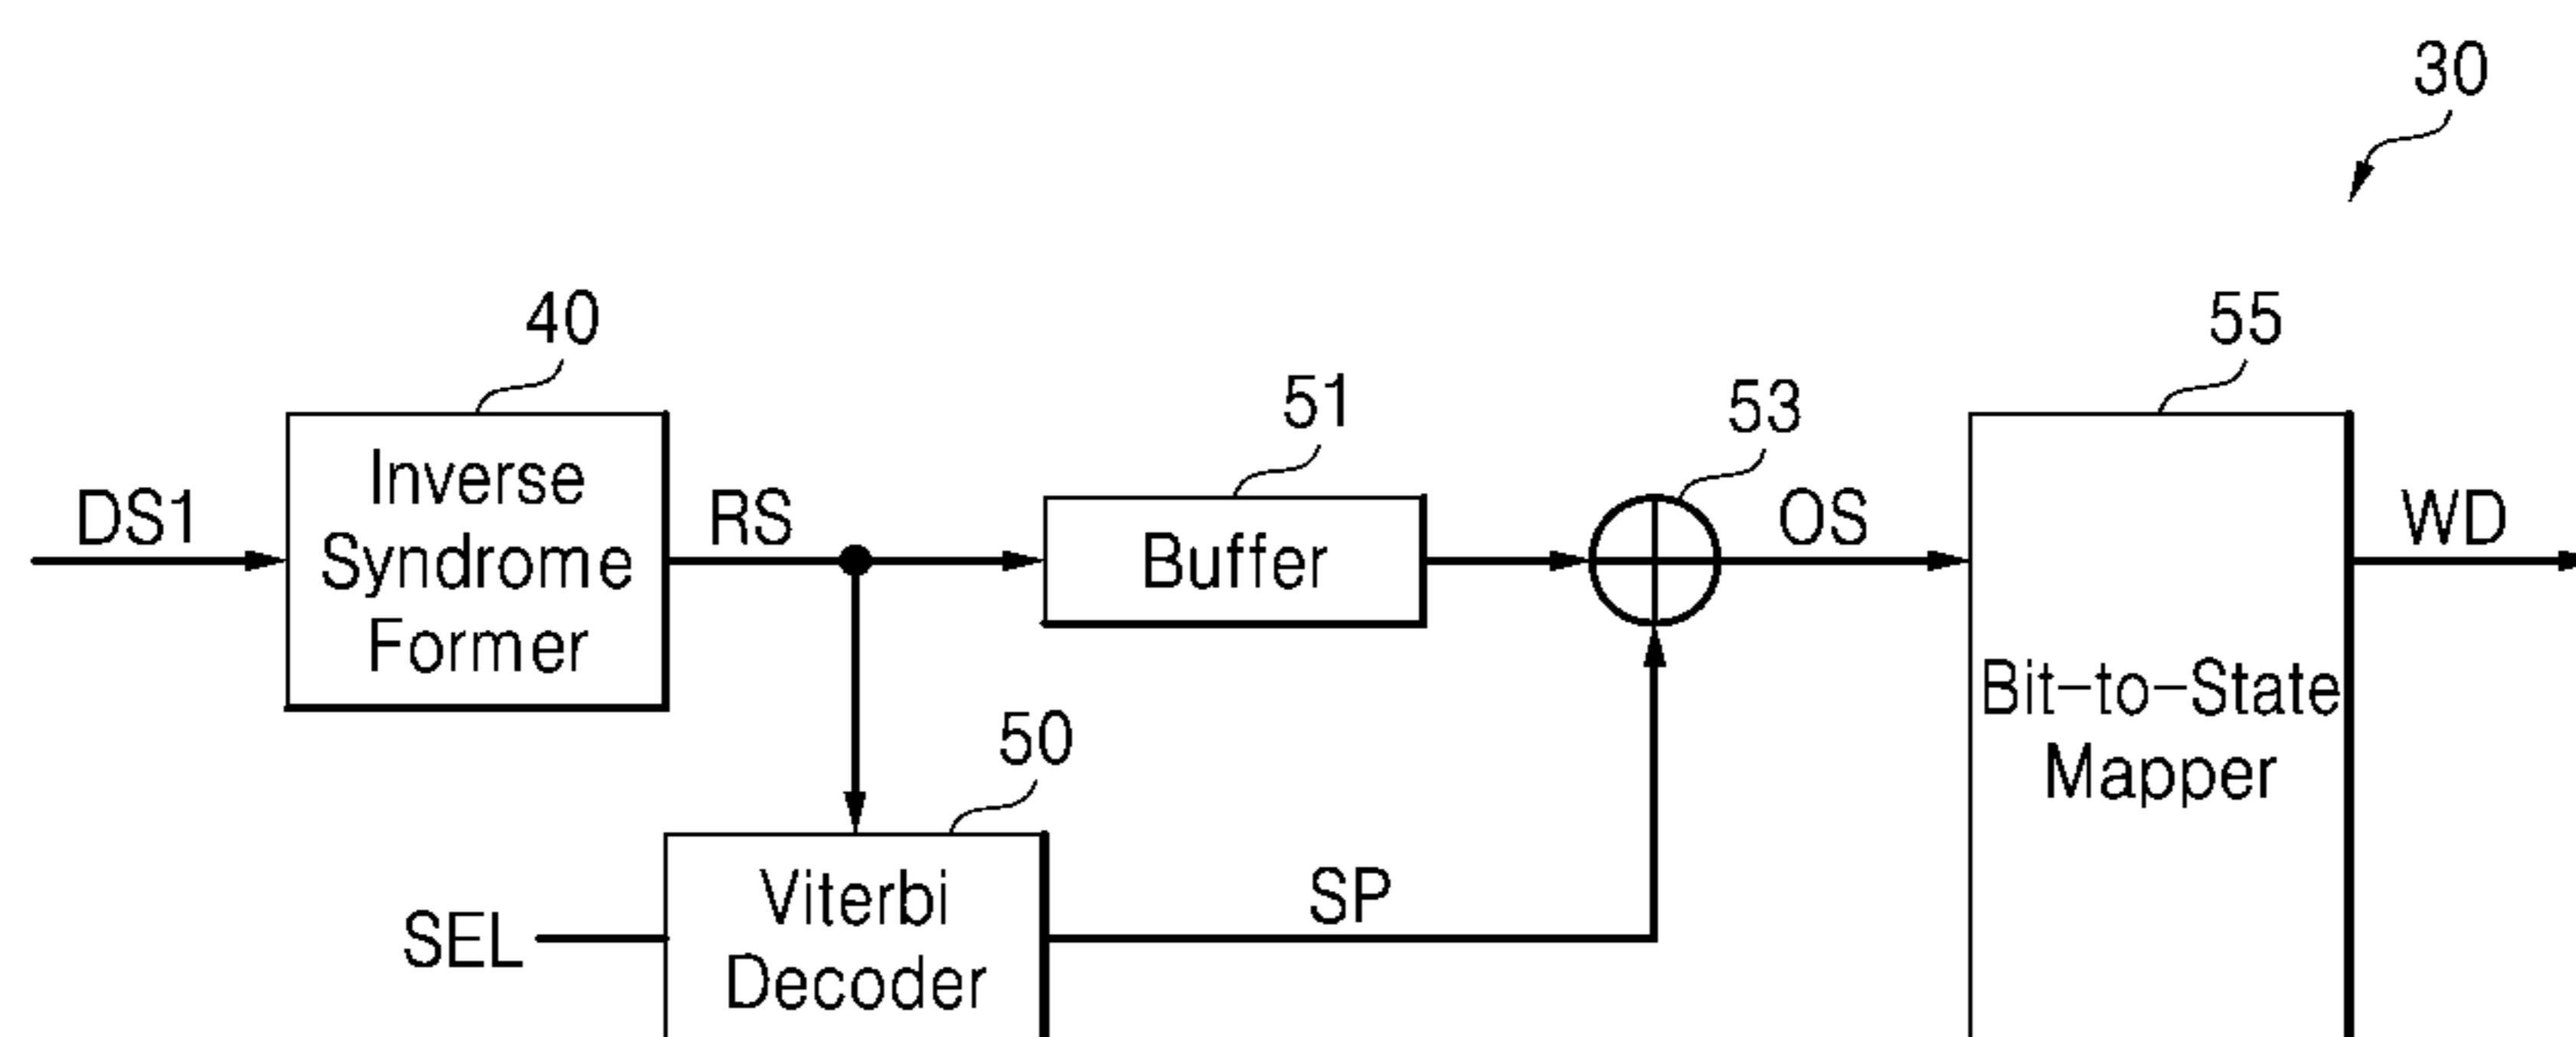 30
40
55
51
53
Inverse
Syndrome
Former
DS1
RS
Buffer
OS
WD
Bit-to-State
Mapper
50
Viterbi
Decoder
SEL
SP